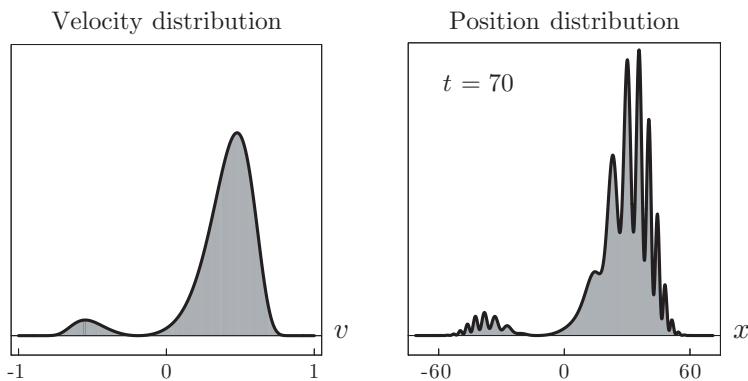 Velocity distribution
-1 0 1 v
Position distribution
t = 70
-60 0 60 x